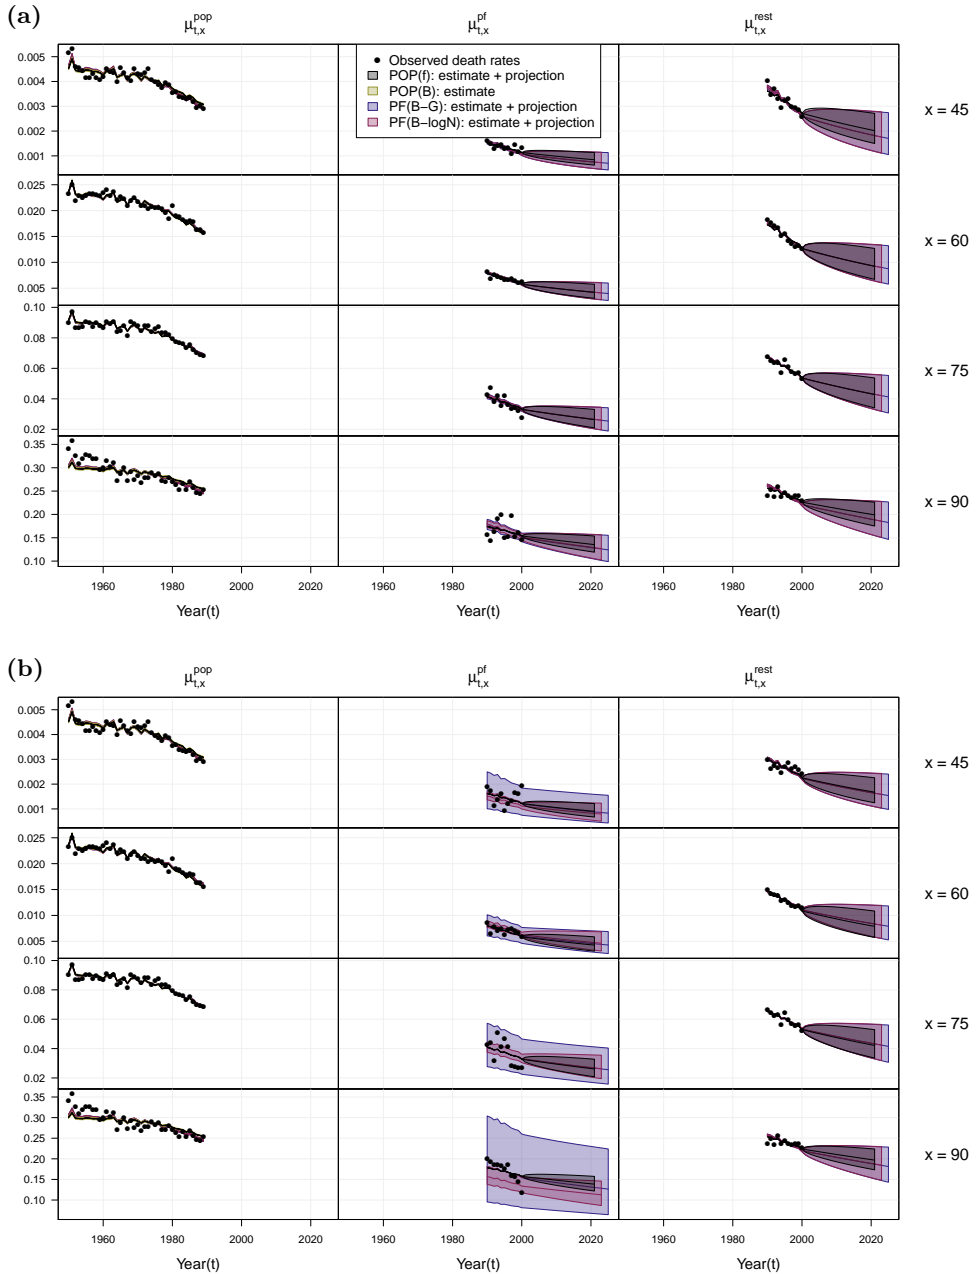 (a)
μ t,x pop
μ t,x pf
μ t,x rest
Observed death rates
POP(f): estimate + projection
POP(B): estimate
PF(B−G): estimate + projection
PF(B−logN): estimate + projection
0.005
0.004
0.003
0.002
0.001
x = 45
0.025
0.020
0.015
0.010
0.005
x = 60
0.10
0.08
0.06
0.04
0.02
x = 75
0.35
0.30
0.25
0.20
0.15
0.10
x = 90
1960 1980 2000 2020 1960 1980 2000 2020 1960 1980 2000 2020
Year(t) Year(t) Year(t)
(b)
μ t,x pop
μ t,x pf
μ t,x rest
0.005
0.004
0.003
0.002
0.001
x = 45
0.025
0.020
0.015
0.010
0.005
x = 60
0.10
0.08
0.06
0.04
0.02
x = 75
0.35
0.30
0.25
0.20
0.15
0.10
x = 90
1960 1980 2000 2020 1960 1980 2000 2020 1960 1980 2000 2020
Year(t) Year(t) Year(t)